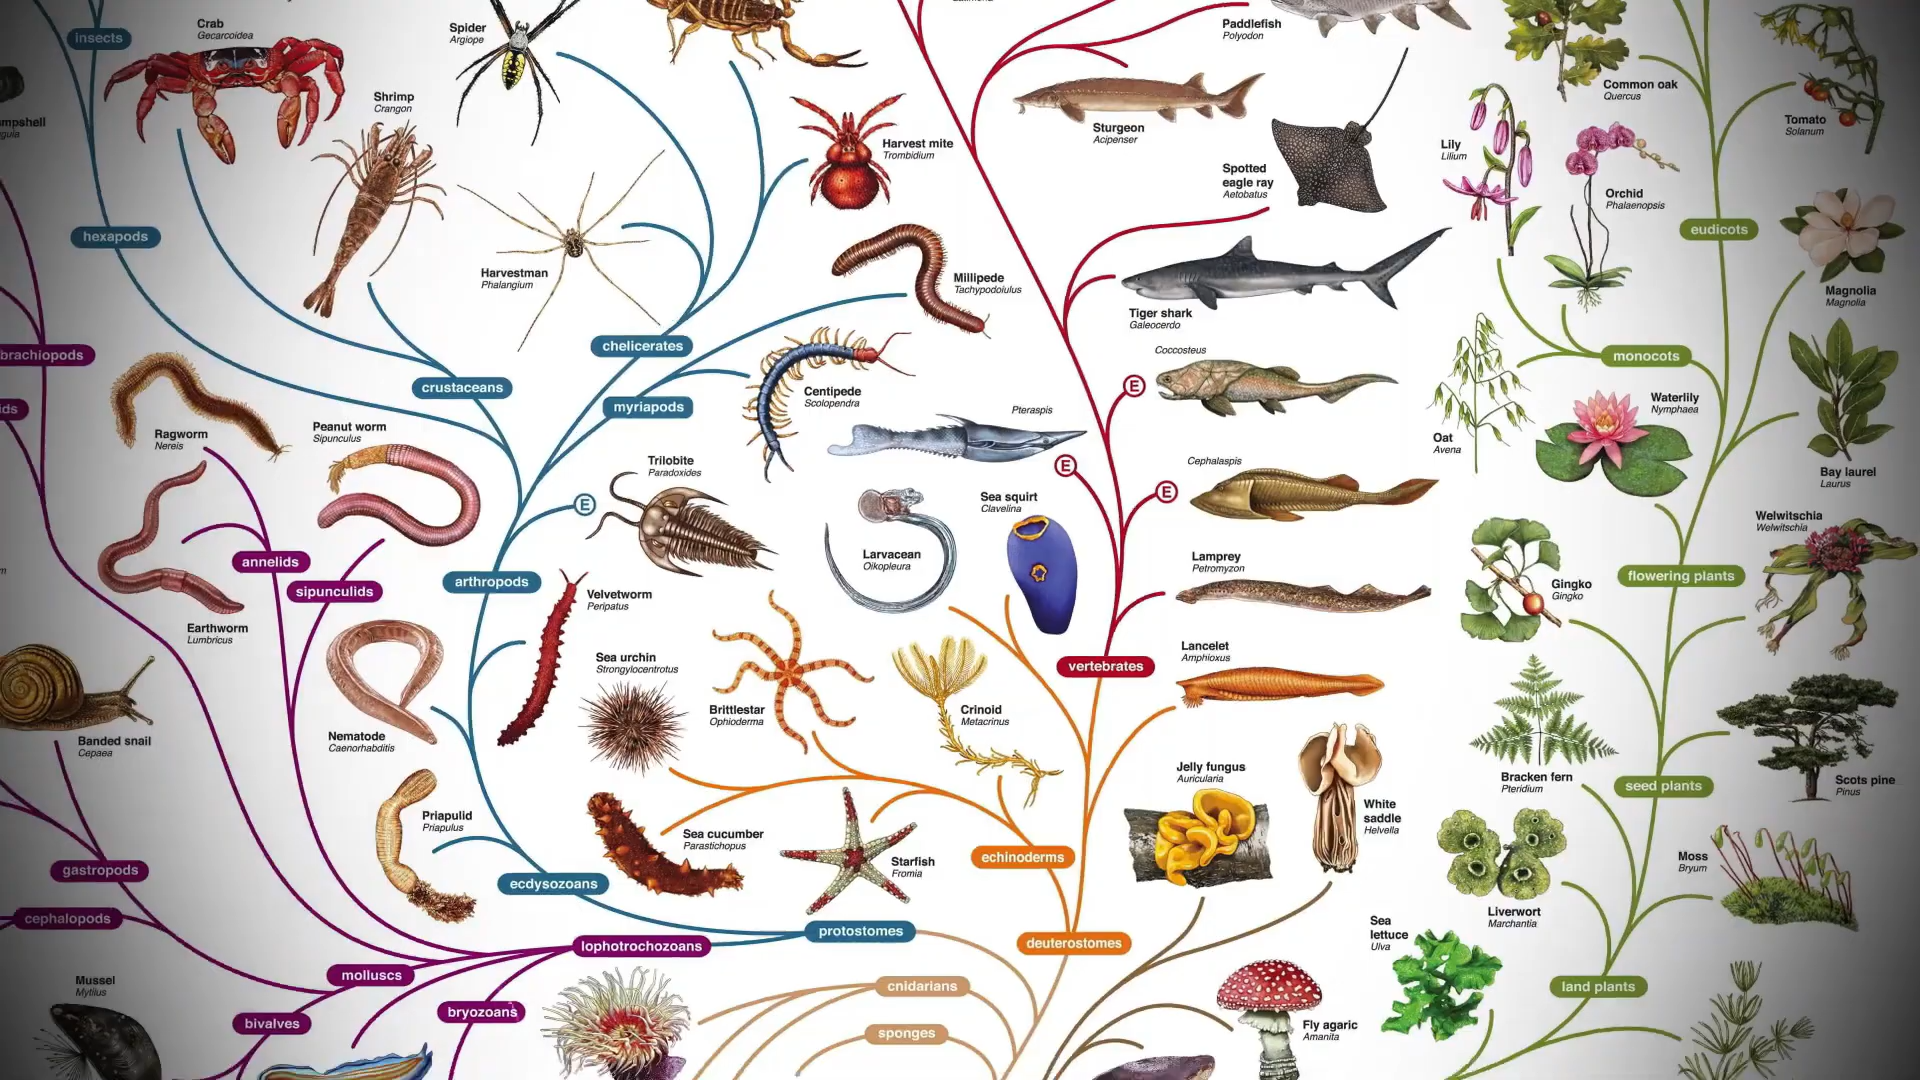 insects
Crab
Gecarcoidea
Spider
Argiope
Paddlefish
Polyodon
Common oak
Quercus
Shrimp
Crangon
Tomato
Solanum
Sturgeon
Acipenser
Harvest mite
Trombidium
Lily
Lilium
Spotted
eagle ray
Aetobatus
Orchid
Phalaenopsis
hexapods
eudicots
Harvestman
Phalangium
Millipede
Tachypodoiulus
Magnolia
Magnolia
Tiger shark
Galeocerdo
chelicerates
brachiopods
Coccosteus
monocots
crustaceans
E
Centipede
Scolopendra
myriapods
Waterlily
Nymphaea
Pteraspis
Peanut worm
Sipunculus
Ragworm
Nereis
Oat
Avena
Trilobite
Paradoxides
E
Cephalaspis
Bay laurel
Laurus
E
E
Sea squirt
Clavelina
Welwitschia
Welwitschia
annelids
Larvacean
Oikopleura
Lamprey
Petromyzon
arthropods
flowering plants
sipunculids
Gingko
Gingko
Velvetworm
Peripatus
Earthworm
Lumbricus
Sea urchin
Strongylocentrotus
Lancelet
Amphioxus
vertebrates
Brittlestar
Ophioderma
Crinoid
Metacrinus
Nematode
Caenorhabditis
Banded snail
Cepaea
Jelly fungus
Auricularia
Bracken fern
Pteridium
seed plants
Scots pine
Pinus
White
saddle
Helvella
Priapulid
Priapulus
Sea cucumber
Parastichopus
Starfish
Fromia
echinoderms
Moss
Bryum
gastropods
ecdysozoans
Liverwort
Marchantia
cephalopods
Sea
lettuce
Ulva
protostomes
deuterostomes
lophotrochozoans
molluscs
Mussel
Mytilus
cnidarians
land plants
bryozoans
bivalves
sponges
Fly agaric
Amanita